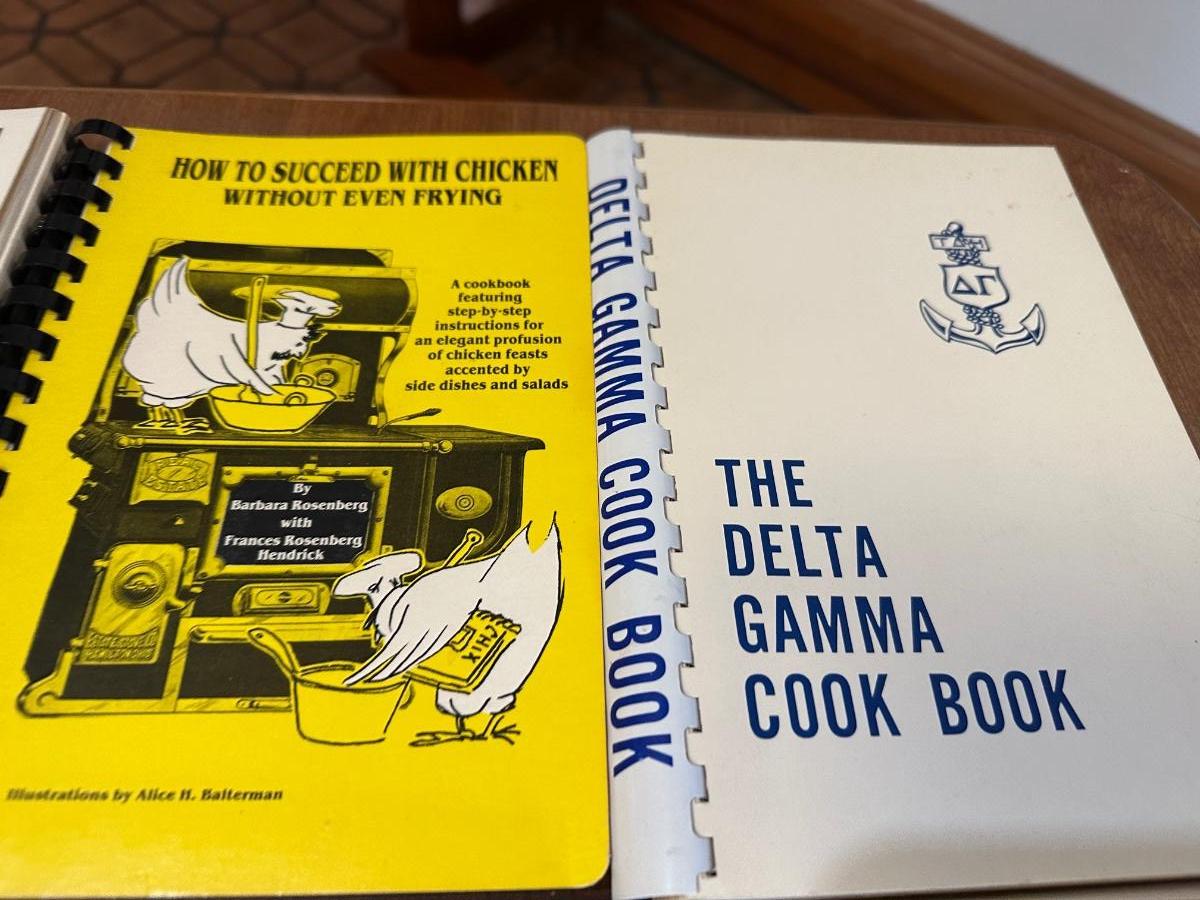 HOW TO SUCCEED WITH CHICKEN
WITHOUT EVEN FRYING
A cookbook
featuring
step-by-step
instructions for
an elegant profusion
of chicken feasts
accented by
side dishes and salads
By
Barbara Rosenberg
with
Frances Rosenberg
Hendrick
CHIX
Illustrations by Alice H. Balterman
DELTA GAMMA COOK BOOK
ΔΓ
THE
DELTA
GAMMA
COOK BOOK